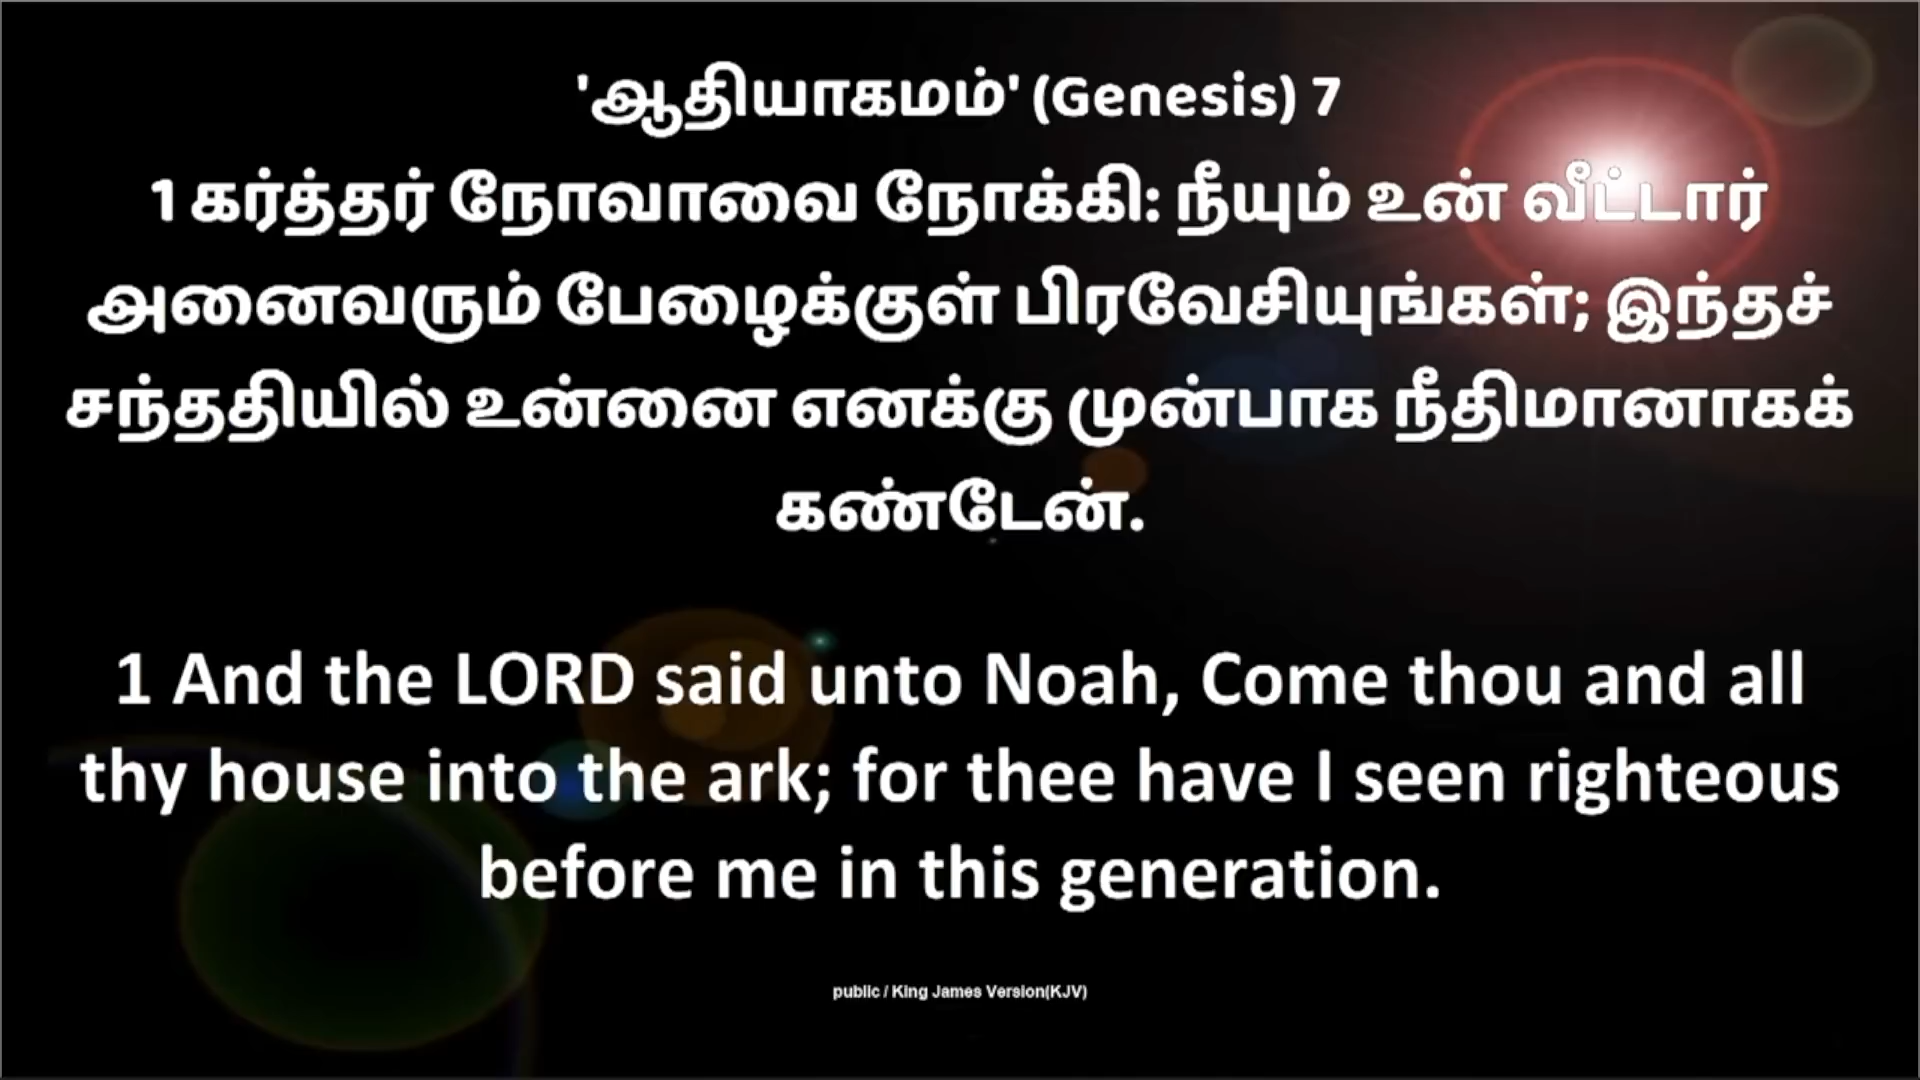 'ஆதியாகமம்' (Genesis) 7
1 கர்த்தர் நோவாவை நோக்கி: நீயும் உன் வீட்டார்
அனைவரும் பேழைக்குள் பிரவேசியுங்கள்; இந்தச்
சந்ததியில் உன்னை எனக்கு முன்பாக நீதிமானாகக்
கண்டேன்.
1 And the LORD said unto Noah, Come thou and all
thy house into the ark; for thee have I seen righteous
before me in this generation.
public / King James Version(KJV)